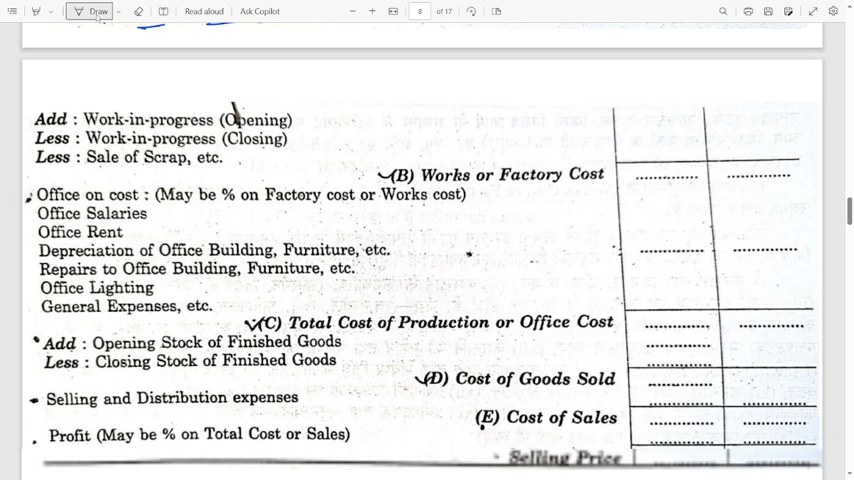 Draw
Read aloud
Ask Copilot
8
of 17
Add : Work-in-progress (Opening)
Less : Work-in-progress (Closing)
Less : Sale of Scrap, etc.
(B) Works or Factory Cost
Office on cost : (May be % on Factory cost or Works cost)
Office Salaries
Office Rent
Depreciation of Office Building, Furniture, etc.
Repairs to Office Building, Furniture, etc.
Office Lighting
General Expenses, etc.
(C) Total Cost of Production or Office Cost
Add : Opening Stock of Finished Goods
Less : Closing Stock of Finished Goods
(D) Cost of Goods Sold
Selling and Distribution expenses
(E) Cost of Sales
Profit (May be % on Total Cost or Sales)
Selling Price